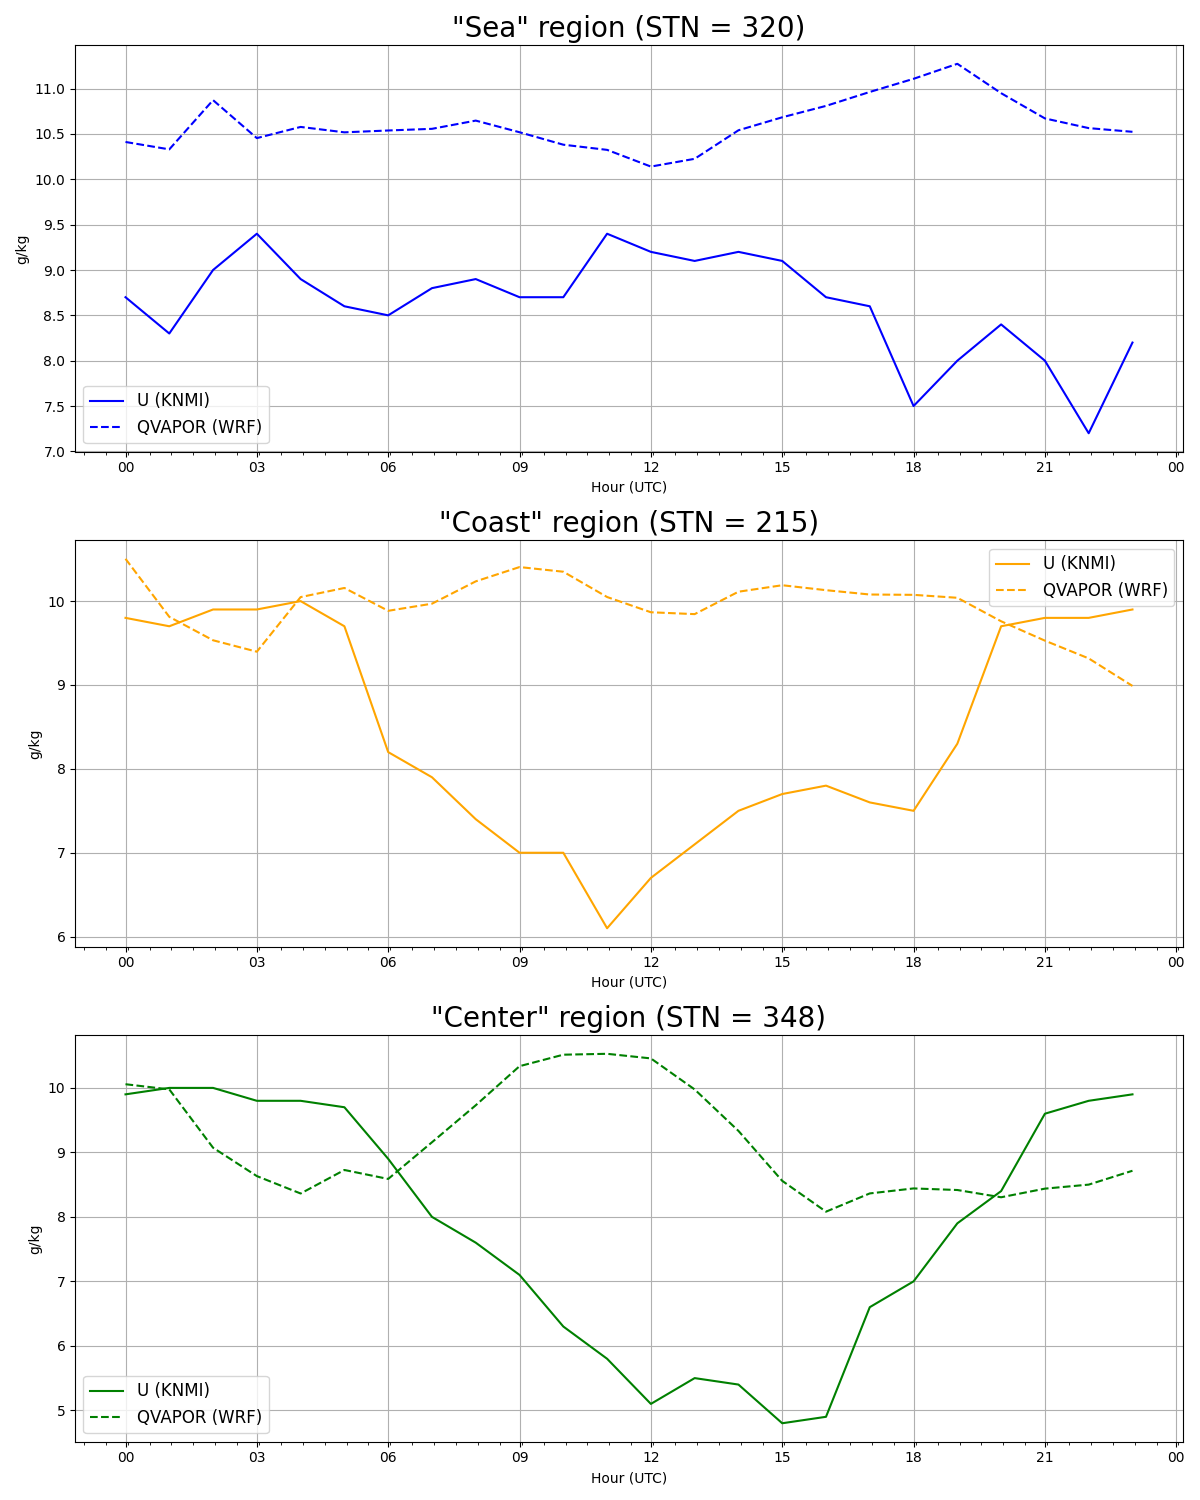 "Sea" region (STN = 320)
11.0
10.5
10.0
9.5
9.0
8.5
8.0
7.5
7.0
g/kg
U (KNMI)
QVAPOR (WRF)
00 03 06 09 12 15 18 21 00
Hour (UTC)
"Coast" region (STN = 215)
10
9
8
7
6
g/kg
U (KNMI)
QVAPOR (WRF)
00 03 06 09 12 15 18 21 00
Hour (UTC)
"Center" region (STN = 348)
10
9
8
7
6
5
g/kg
U (KNMI)
QVAPOR (WRF)
00 03 06 09 12 15 18 21 00
Hour (UTC)